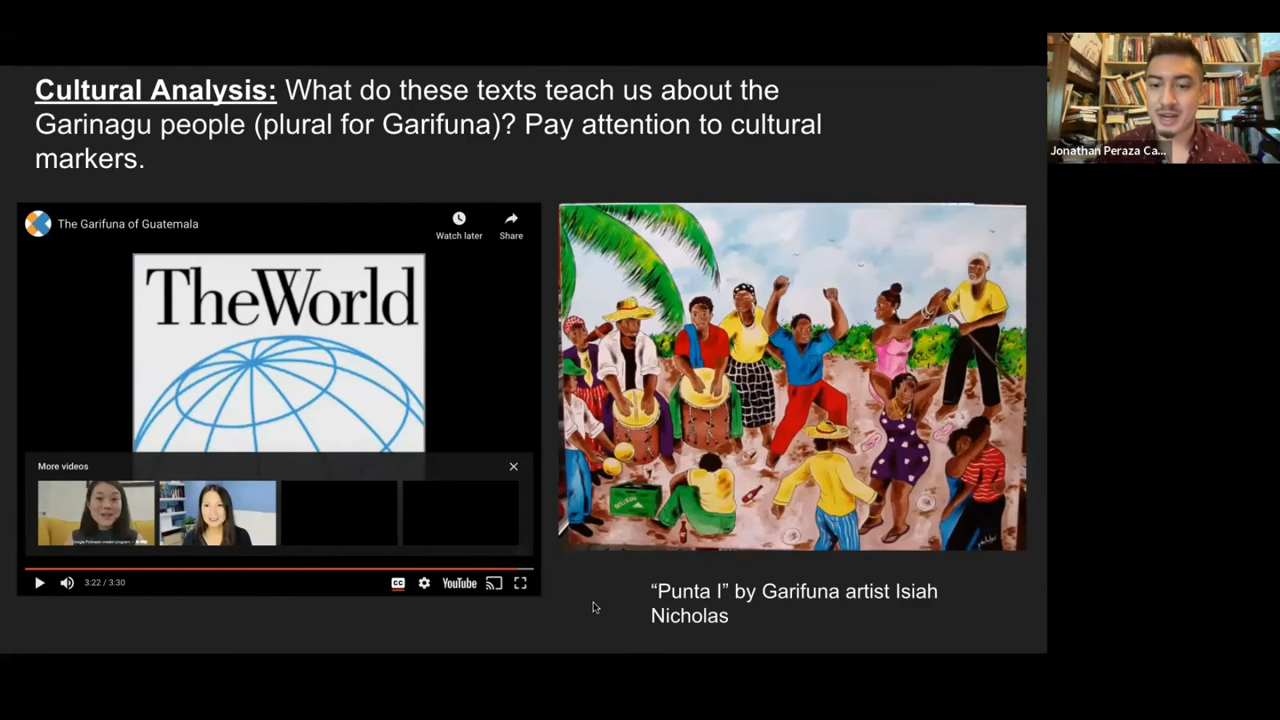 Cultural Analysis: What do these texts teach us about the
Garinagu people (plural for Garifuna)? Pay attention to cultural
markers.
Jonathan Peraza Ca...
The Garifuna of Guatemala
Watch later
Share
TheWorld
More videos
3:22 / 3:30
CC
YouTube
“Punta I” by Garifuna artist Isiah
Nicholas